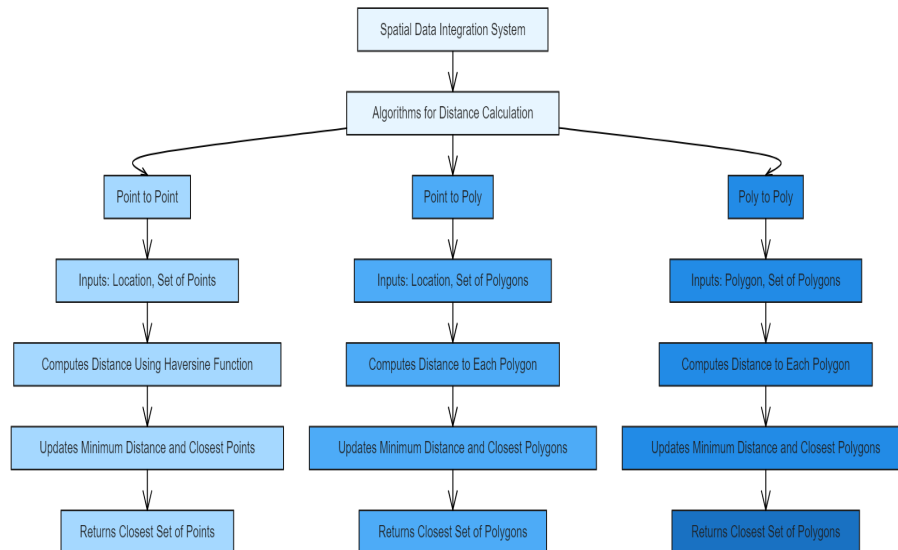 Spatial Data Integration System
Algorithms for Distance Calculation
Point to Point
Point to Poly
Poly to Poly
Inputs: Location, Set of Points
Inputs: Location, Set of Polygons
Inputs: Polygon, Set of Polygons
Computes Distance Using Haversine Function
Computes Distance to Each Polygon
Computes Distance to Each Polygon
Updates Minimum Distance and Closest Points
Updates Minimum Distance and Closest Polygons
Updates Minimum Distance and Closest Polygons
Returns Closest Set of Points
Returns Closest Set of Polygons
Returns Closest Set of Polygons